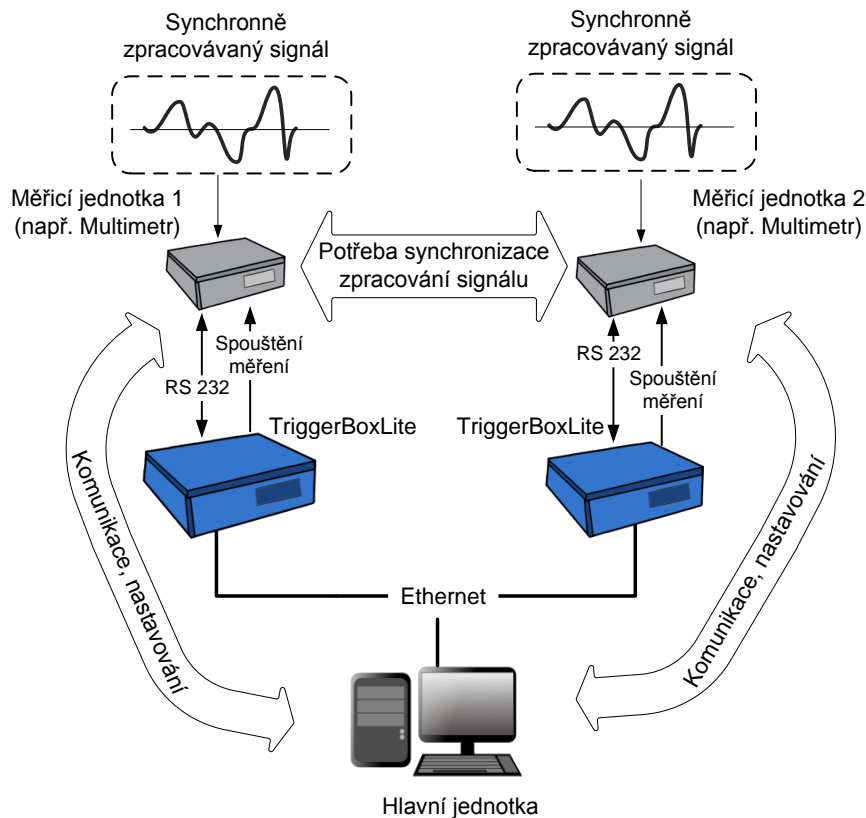 Synchronně
zpracovávaný signál
Synchronně
zpracovávaný signál
Měřicí jednotka 1
(např. Multimetr)
Měřicí jednotka 2
(např. Multimetr)
Potřeba synchronizace
zpracování signálu
RS 232
Spouštění
měření
RS 232
Spouštění
měření
TriggerBoxLite
TriggerBoxLite
Komunikace, nastavování
Komunikace, nastavování
Ethernet
Hlavní jednotka